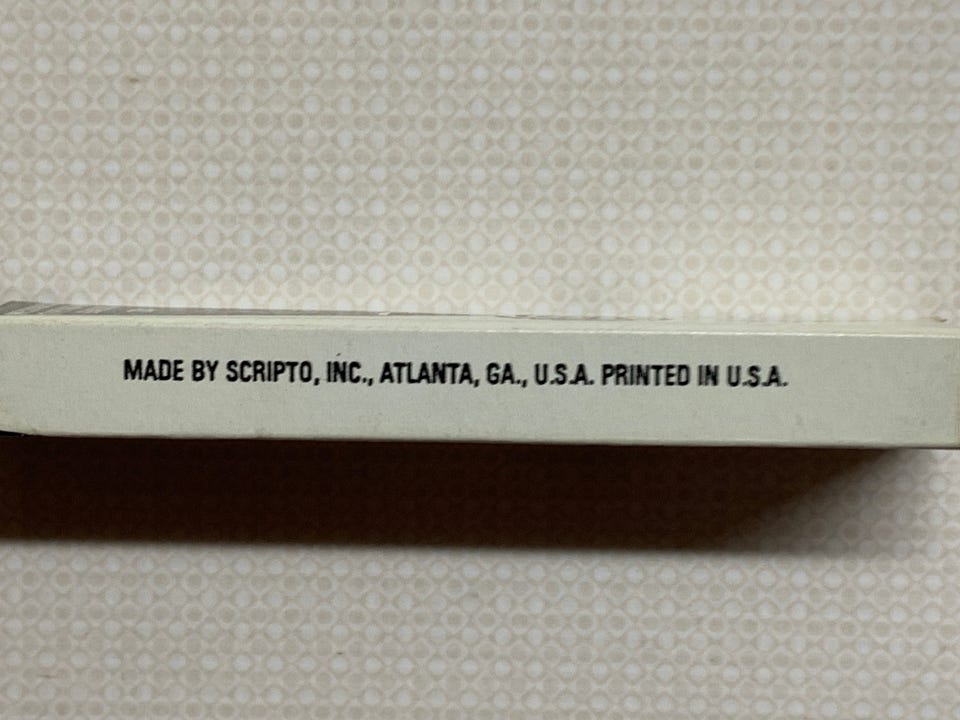 MADE BY SCRIPTO, INC., ATLANTA, GA., U.S.A. PRINTED IN U.S.A.